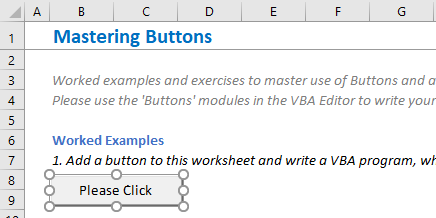 A B C D E F G
1 Mastering Buttons
2
3 Worked examples and exercises to master use of Buttons and a
4 Please use the 'Buttons' modules in the VBA Editor to write your
5
6 Worked Examples
7 1. Add a button to this worksheet and write a VBA program, wh
8 Please Click
9